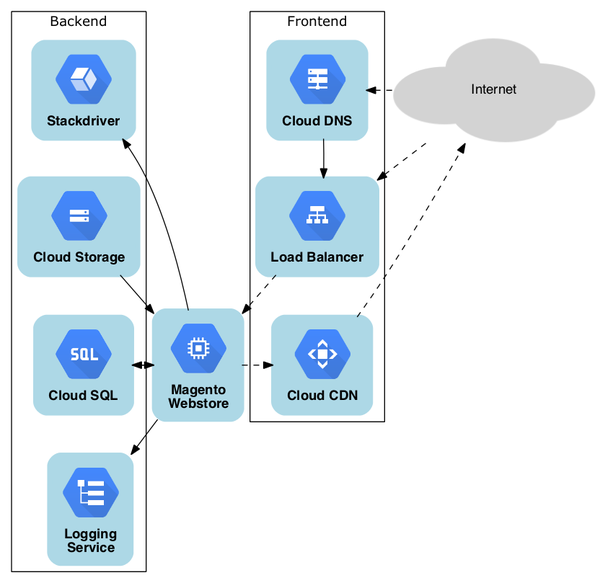 Backend
Frontend
Stackdriver
Cloud DNS
Internet
Cloud Storage
Load Balancer
SQL
Cloud SQL
Magento
Webstore
Cloud CDN
Logging
Service